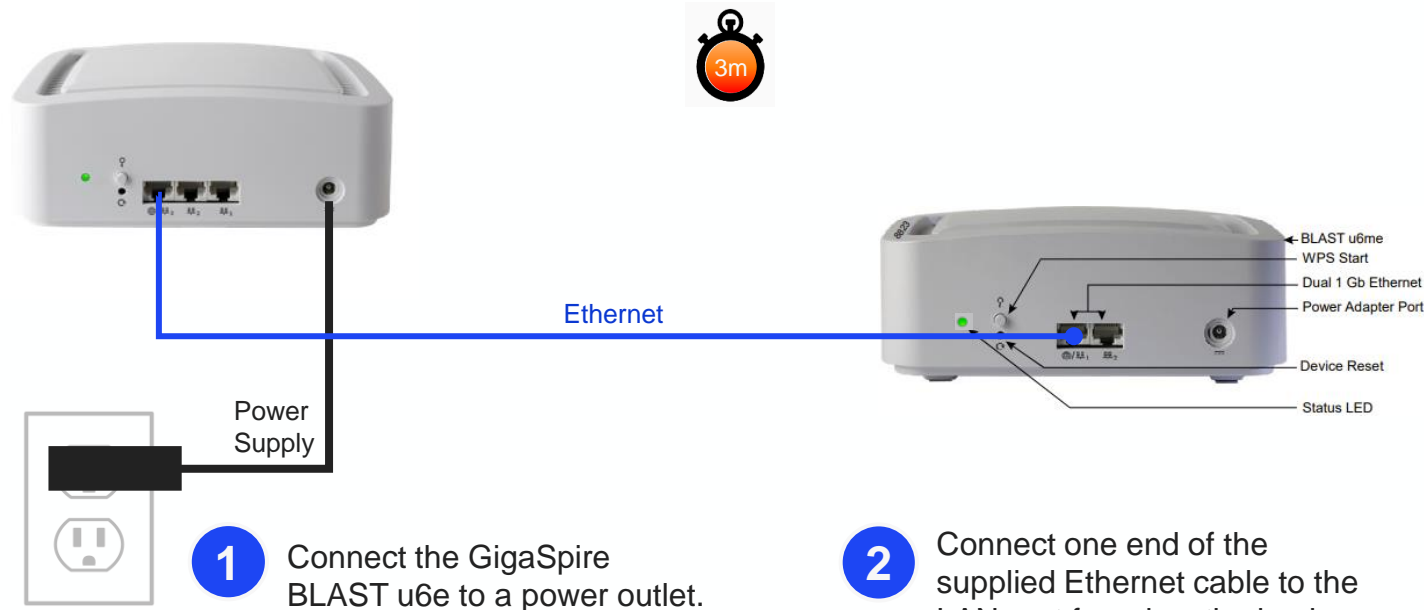 3m
BLAST u6me
WPS Start
Dual 1 Gb Ethernet
Power Adapter Port
Ethernet
Device Reset
Status LED
Power
Supply
1
Connect the GigaSpire
BLAST u6e to a power outlet.
2
Connect one end of the
supplied Ethernet cable to the